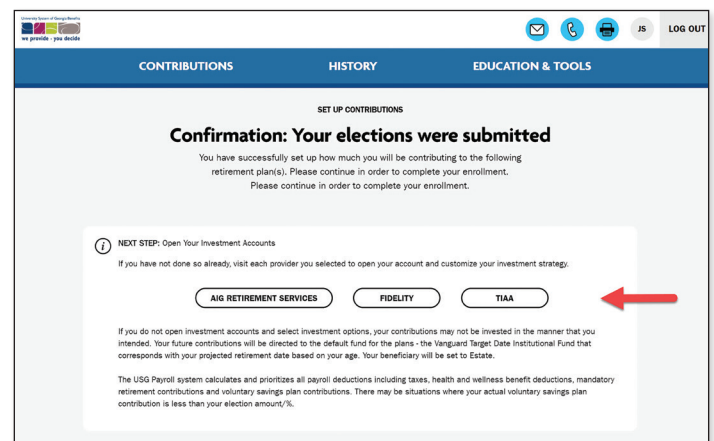 University System of Georgia Benefits
we provide - you decide
JS
LOG OUT
CONTRIBUTIONS
HISTORY
EDUCATION & TOOLS
SET UP CONTRIBUTIONS
Confirmation: Your elections were submitted
You have successfully set up how much you will be contributing to the following
retirement plan(s). Please continue in order to complete your enrollment.
Please continue in order to complete your enrollment.
i NEXT STEP: Open Your Investment Accounts
If you have not done so already, visit each provider you selected to open your account and customize your investment strategy.
AIG RETIREMENT SERVICES
FIDELITY
TIAA
If you do not open investment accounts and select investment options, your contributions may not be invested in the manner that you
intended. Your future contributions will be directed to the default fund for the plans - the Vanguard Target Date Institutional Fund that
corresponds with your projected retirement date based on your age. Your beneficiary will be set to Estate.
The USG Payroll system calculates and prioritizes all payroll deductions including taxes, health and wellness benefit deductions, mandatory
retirement contributions and voluntary savings plan contributions. There may be situations where your actual voluntary savings plan
contribution is less than your election amount/%.